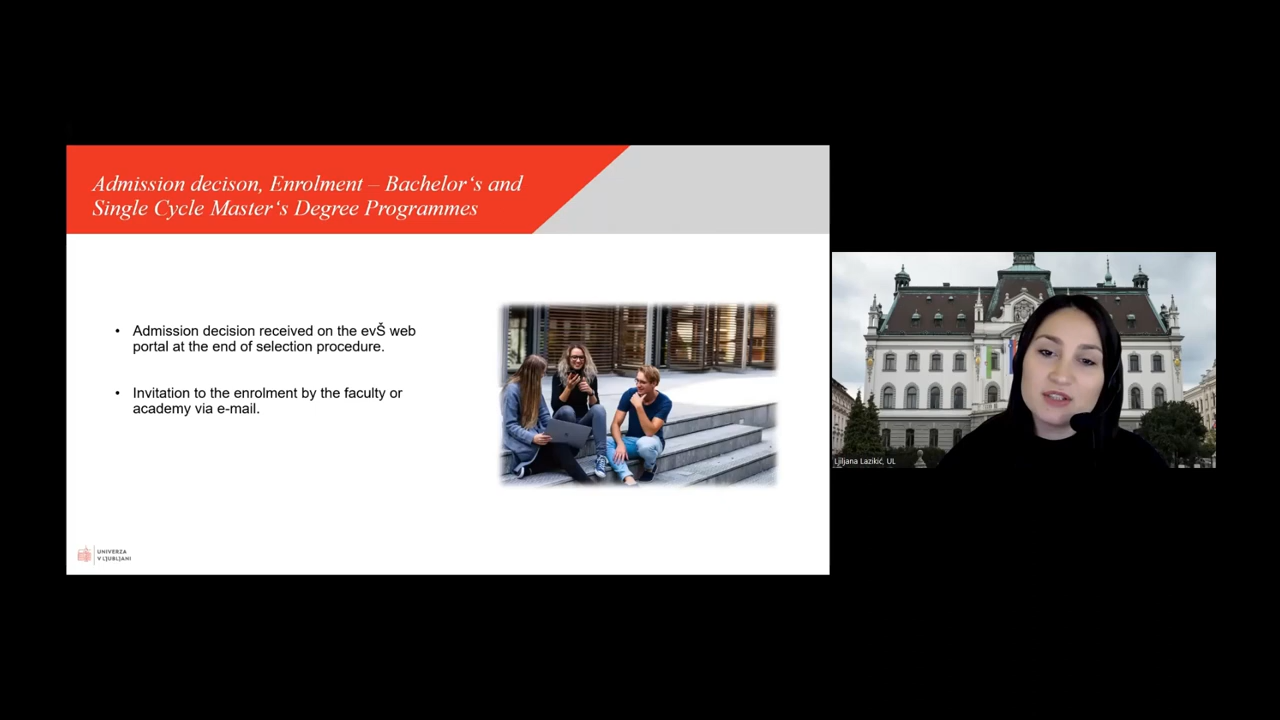 Admission decison, Enrolment – Bachelor‘s and
Single Cycle Master‘s Degree Programmes
• Admission decision received on the evŠ web
portal at the end of selection procedure.
• Invitation to the enrolment by the faculty or
academy via e-mail.
UNIVERZA
V LJUBLJANI
Ljiljana Lazikić, UL